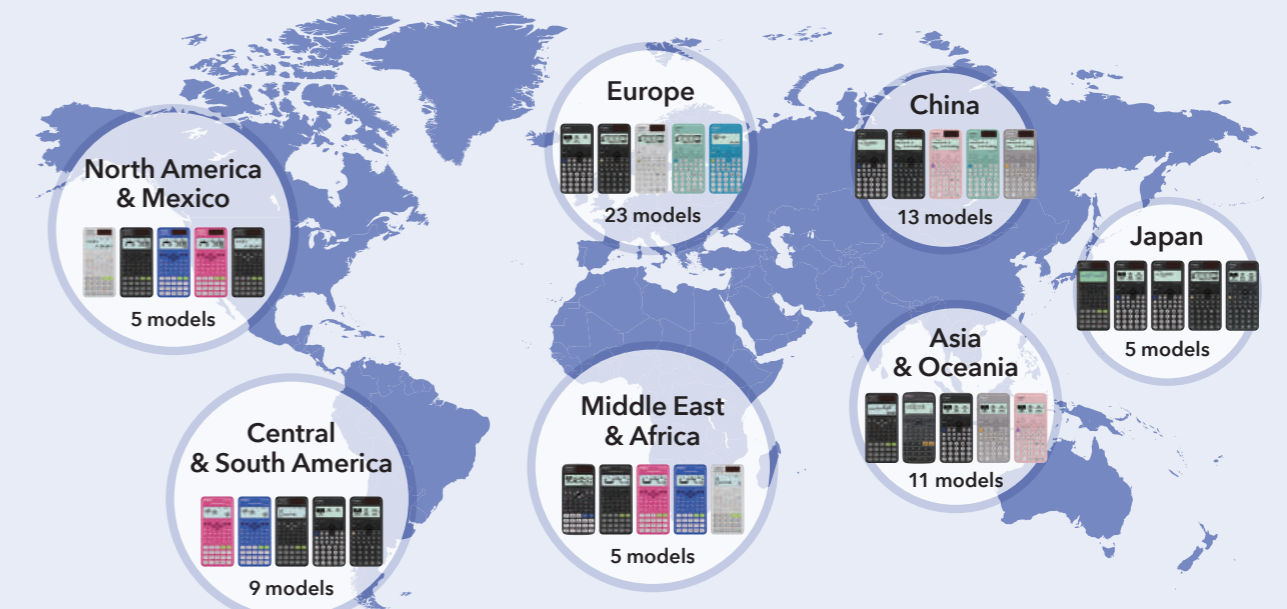 North America
& Mexico
5 models
Europe
23 models
China
13 models
Japan
5 models
Central
& South America
9 models
Middle East
& Africa
5 models
Asia
& Oceania
11 models